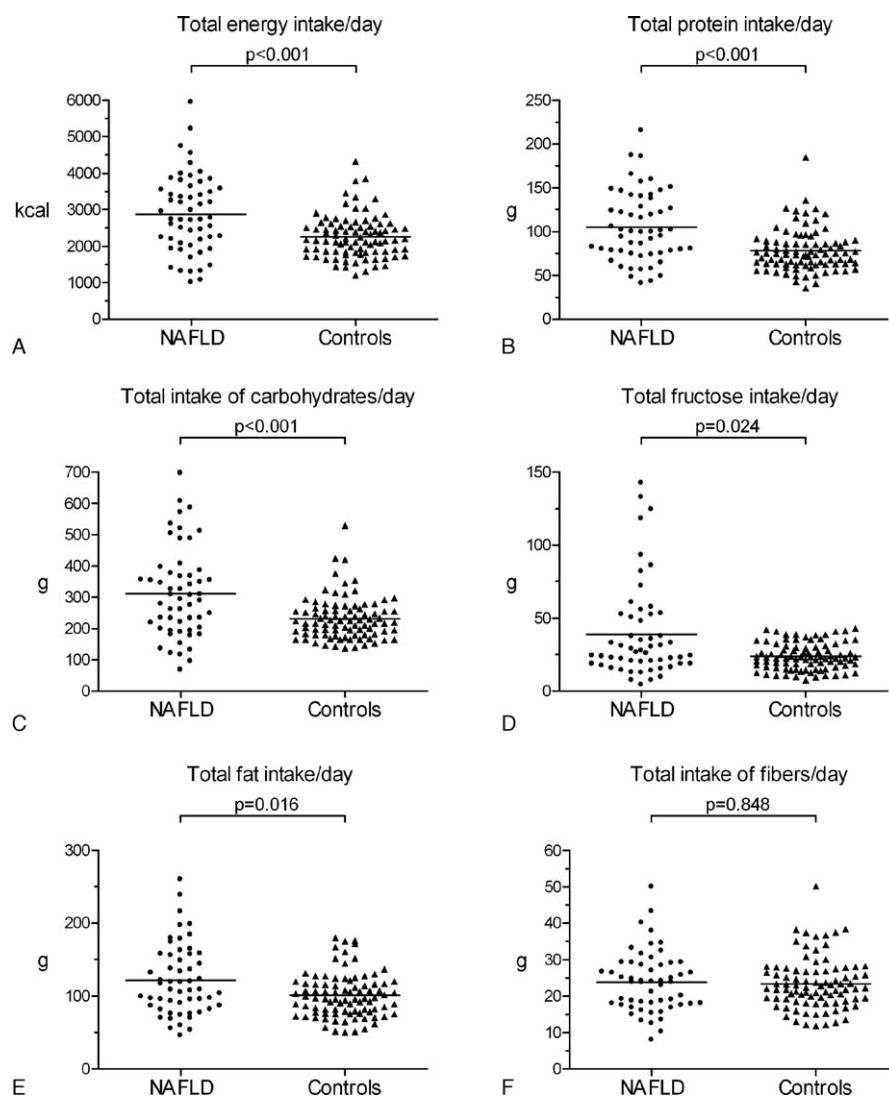 Total energy intake/day
p<0.001
6000
5000
4000
kcal
3000
2000
1000
0
NAFLD Controls
A
Total protein intake/day
p<0.001
250
200
150
g
100
50
0
NAFLD Controls
B
Total intake of carbohydrates/day
p<0.001
700
600
500
400
g
300
200
100
0
NAFLD Controls
C
Total fructose intake/day
p=0.024
150
100
g
50
0
NAFLD Controls
D
Total fat intake/day
p=0.016
300
200
g
100
0
NAFLD Controls
E
Total intake of fibers/day
p=0.848
60
50
40
30
g
20
10
0
NAFLD Controls
F